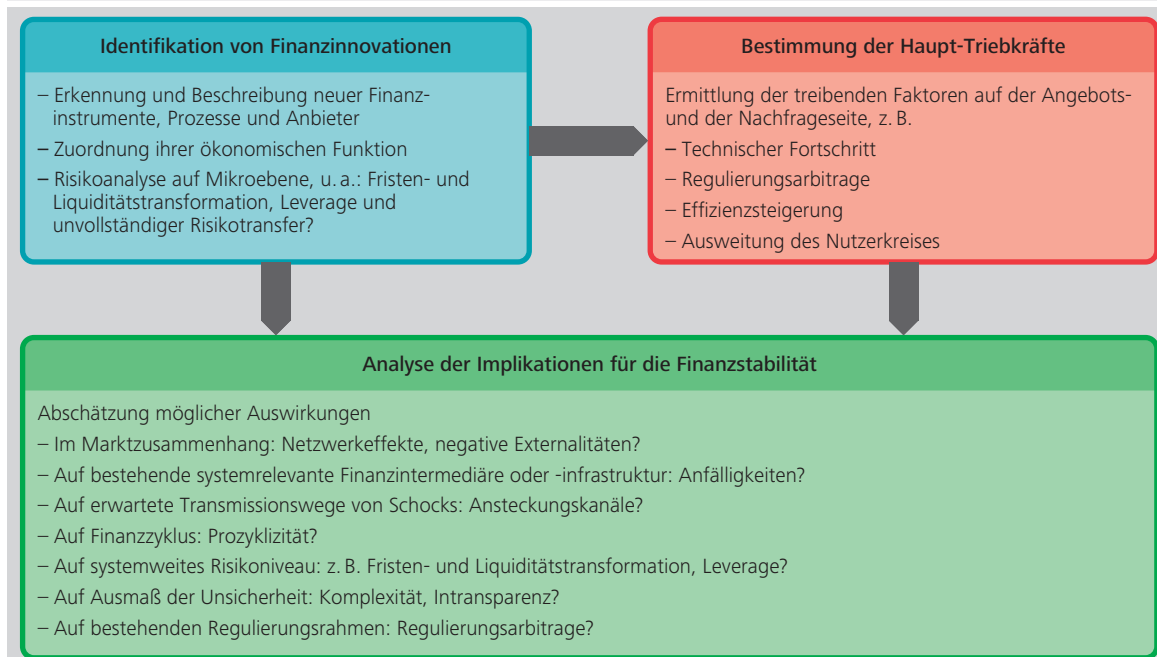 Identifikation von Finanzinnovationen
– Erkennung und Beschreibung neuer Finanz-
instrumente, Prozesse und Anbieter
– Zuordnung ihrer ökonomischen Funktion
– Risikoanalyse auf Mikroebene, u. a.: Fristen- und
Liquiditätstransformation, Leverage und
unvollständiger Risikotransfer?
Bestimmung der Haupt-Triebkräfte
Ermittlung der treibenden Faktoren auf der Angebots-
und der Nachfrageseite, z. B.
– Technischer Fortschritt
– Regulierungsarbitrage
– Effizienzsteigerung
– Ausweitung des Nutzerkreises
Analyse der Implikationen für die Finanzstabilität
Abschätzung möglicher Auswirkungen
– Im Marktzusammenhang: Netzwerkeffekte, negative Externalitäten?
– Auf bestehende systemrelevante Finanzintermediäre oder -infrastruktur: Anfälligkeiten?
– Auf erwartete Transmissionswege von Schocks: Ansteckungskanäle?
– Auf Finanzzyklus: Prozyklizität?
– Auf systemweites Risikoniveau: z. B. Fristen- und Liquiditätstransformation, Leverage?
– Auf Ausmaß der Unsicherheit: Komplexität, Intransparenz?
– Auf bestehenden Regulierungsrahmen: Regulierungsarbitrage?